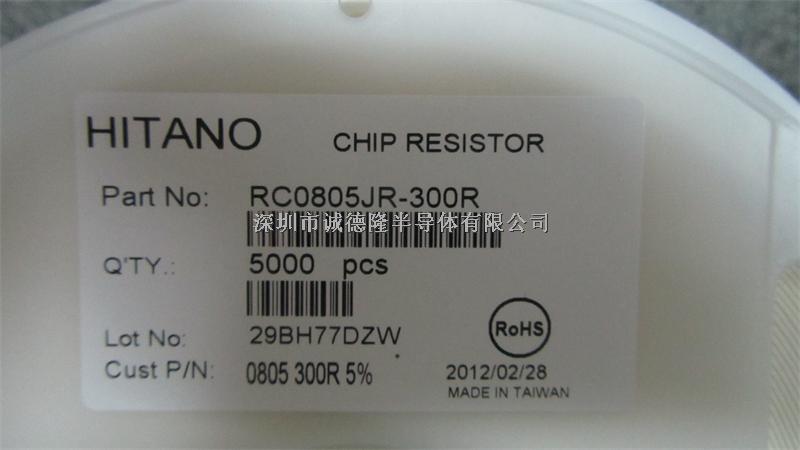 HITANO CHIP RESISTOR
Part No: RC0805JR-300R
深圳市诚德隆半导体有限公司
Q'TY.: 5000 pcs
RoHS
Lot No: 29BH77DZW
Cust P/N: 0805 300R 5% 2012/02/28
MADE IN TAIWAN